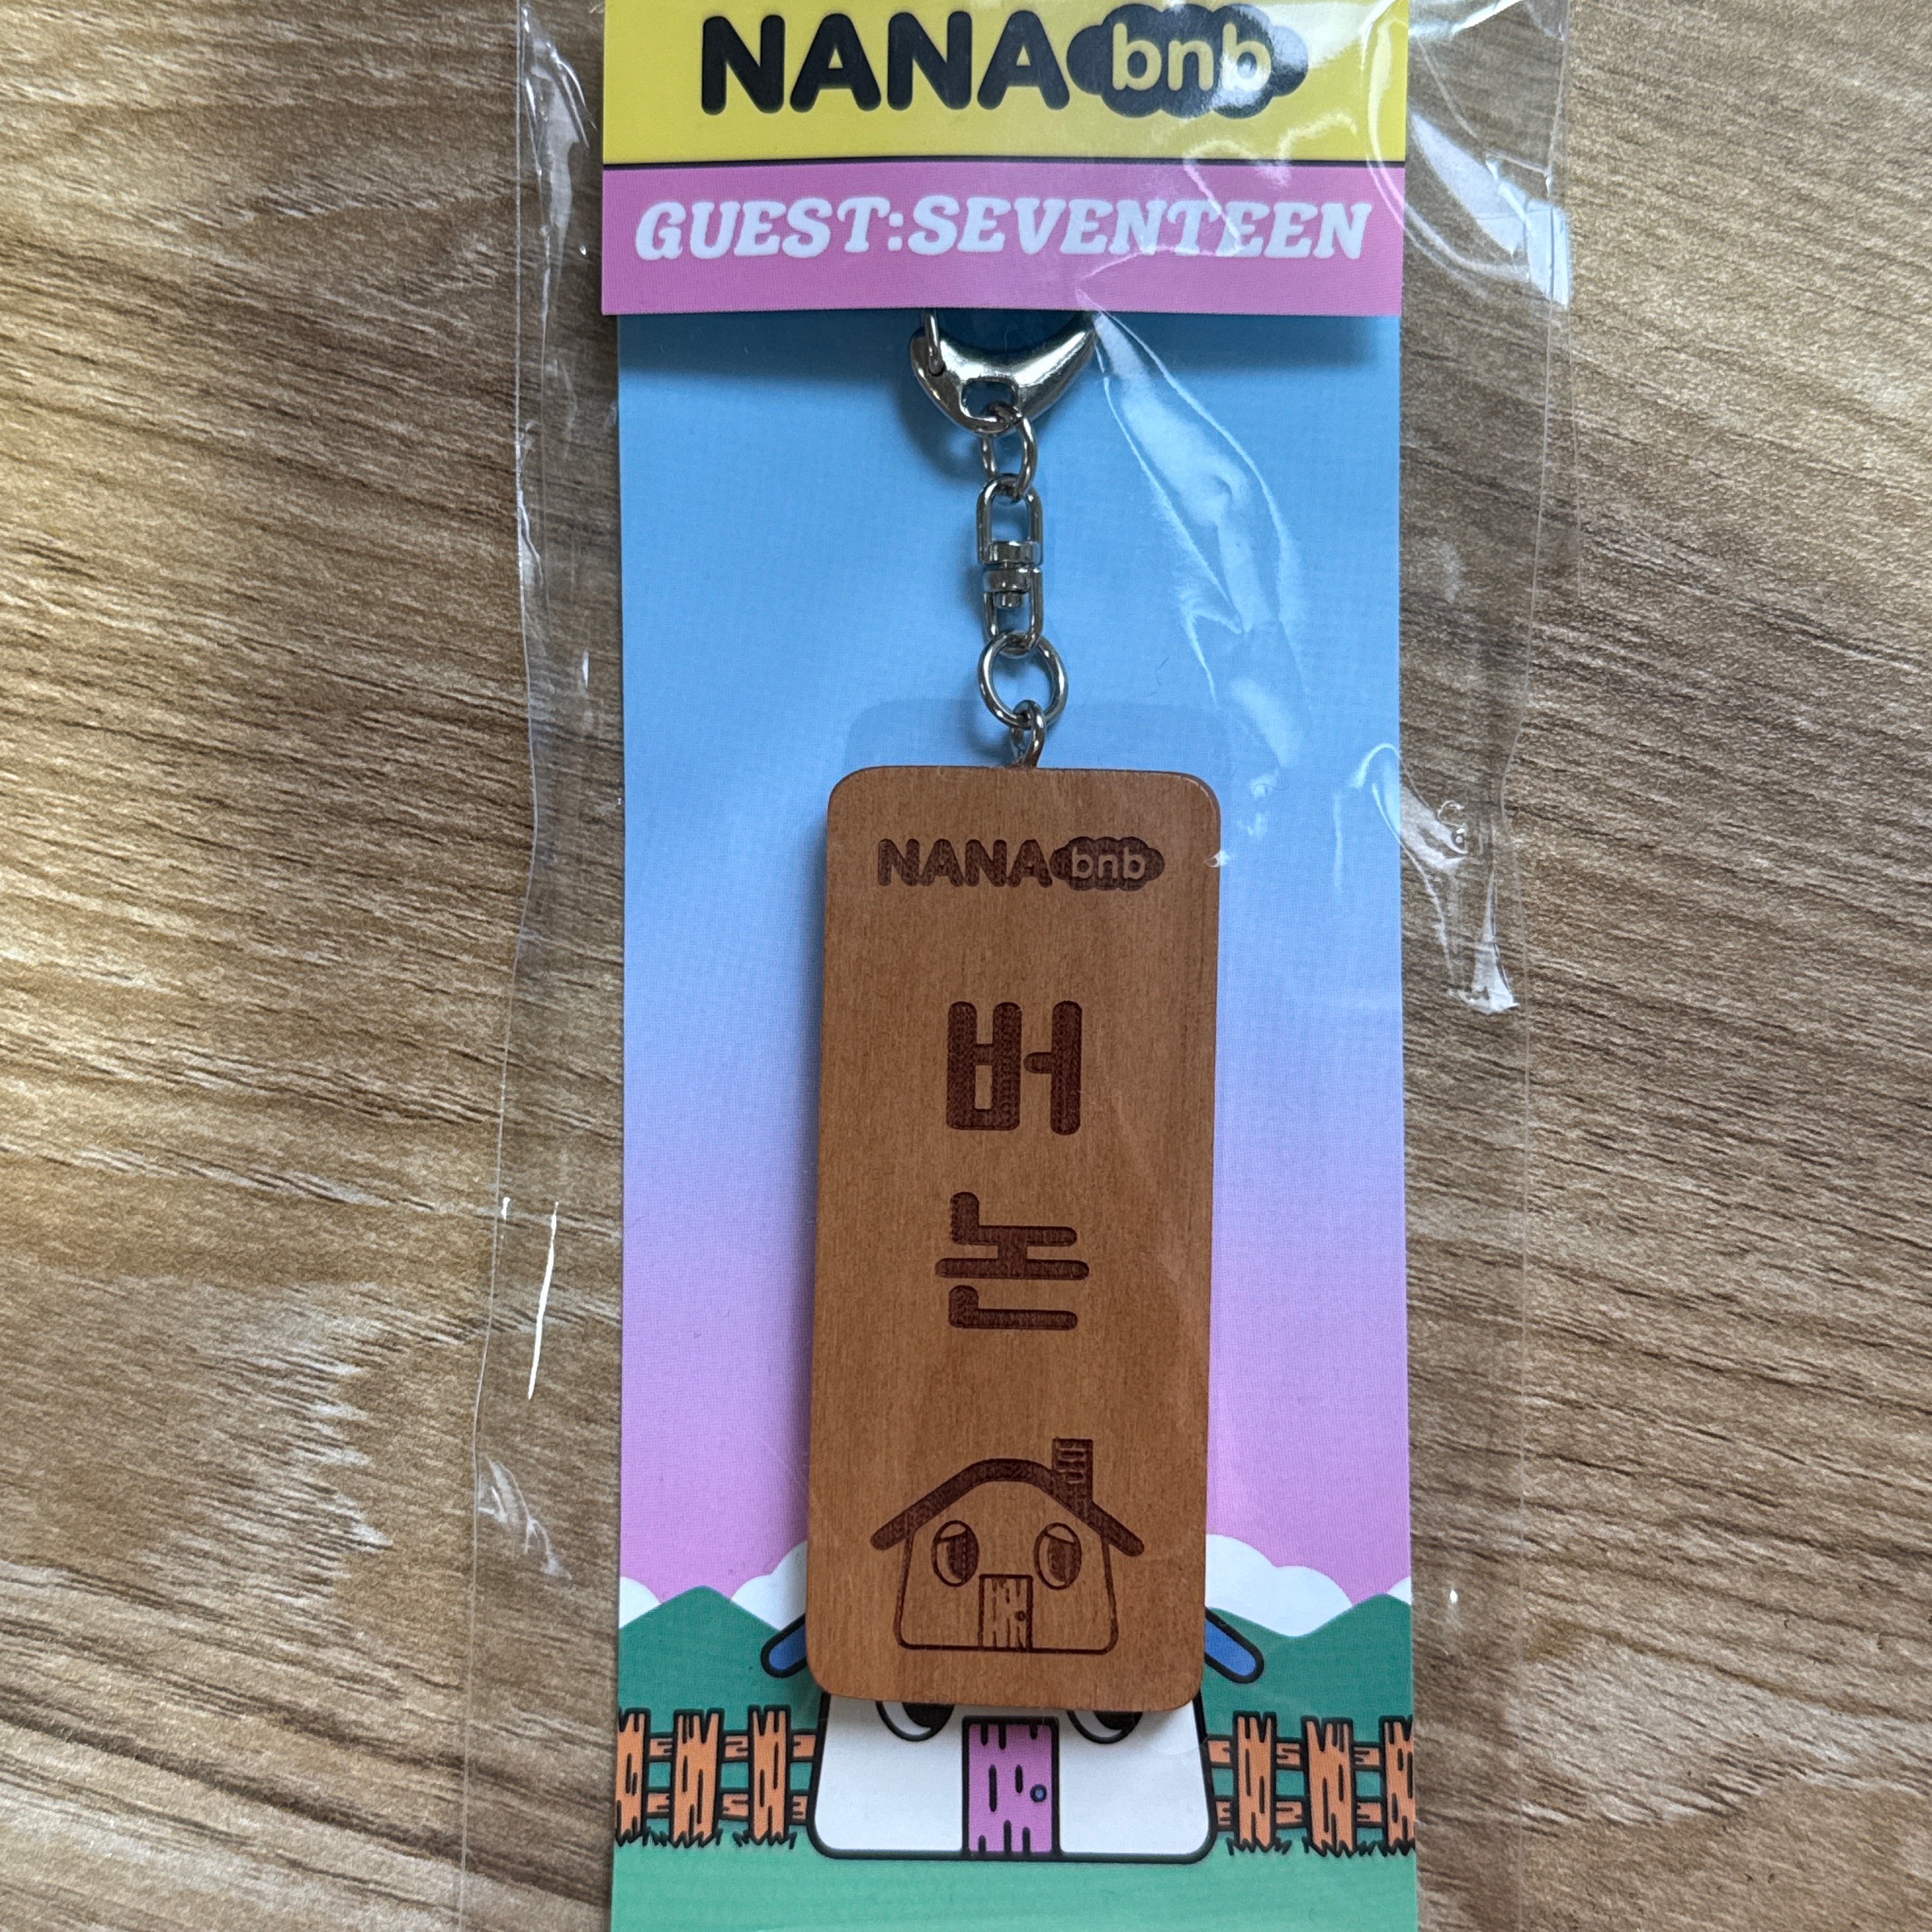 NANA bnb
GUEST:SEVENTEEN
NANA bnb
버
논